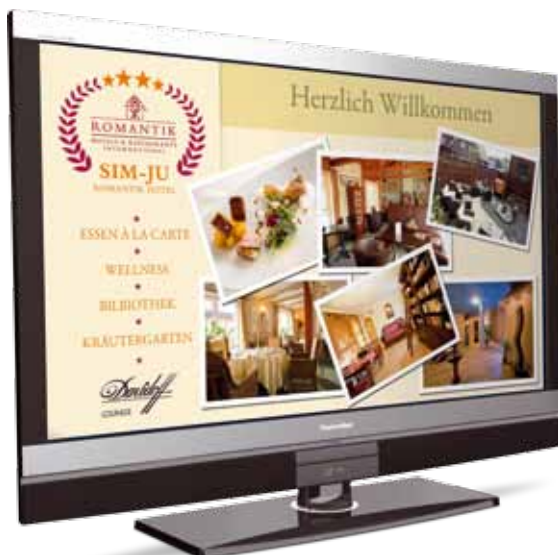 ROMANTIK
HOTELS & RESTAURANTS
INTERNATIONAL
SIM-JU
ROMANTIK HOTEL
ESSEN À LA CARTE
WELLNESS
BILBIOTHEK
KRÄUTERGARTEN
Davidoff
LOUNGE
Herzlich Willkommen